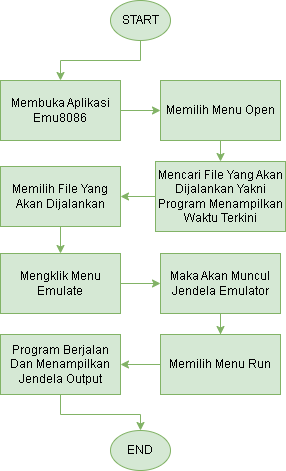 START
Membuka Aplikasi
Emu8086
Memilih Menu Open
Mencari File Yang Akan
Dijalankan Yakni
Program Menampilkan
Waktu Terkini
Memilih File Yang
Akan Dijalankan
Mengklik Menu
Emulate
Maka Akan Muncul
Jendela Emulator
Memilih Menu Run
Program Berjalan
Dan Menampilkan
Jendela Output
END